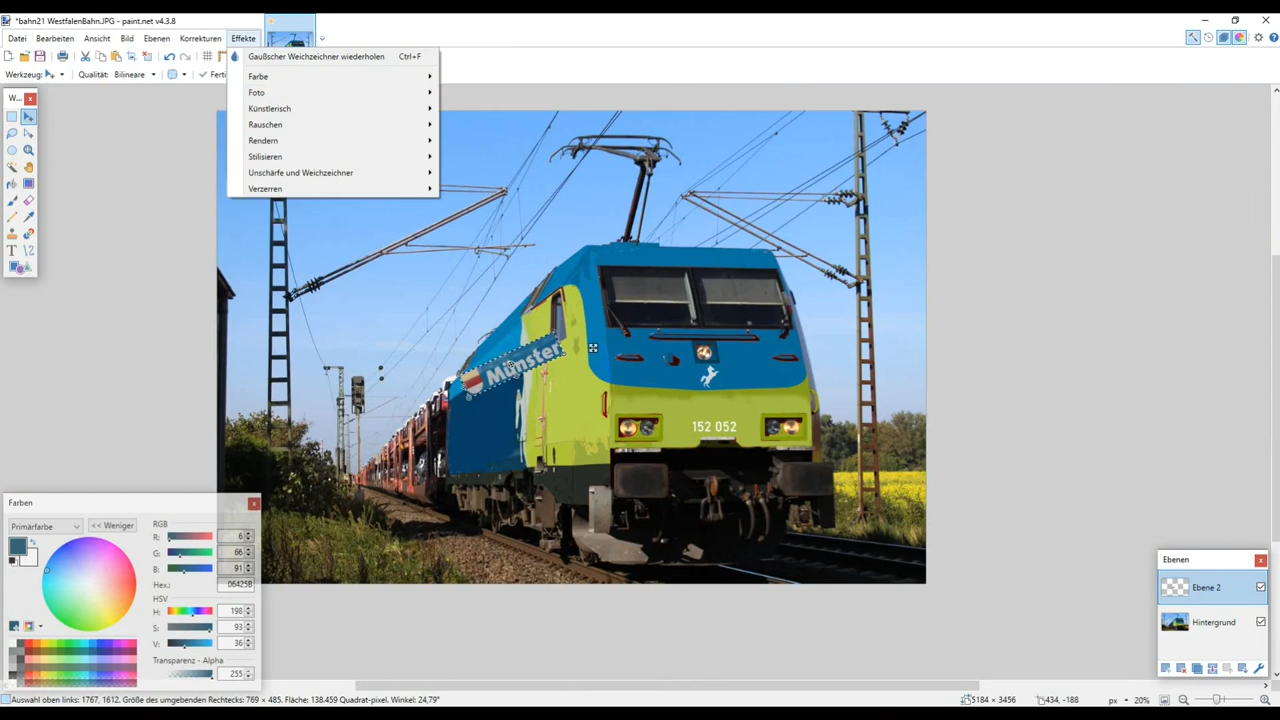 *bahn21 WestfalenBahn.JPG - paint.net v4.3.8
Datei Bearbeiten Ansicht Bild Ebenen Korrekturen Effekte
Gaußscher Weichzeichner wiederholen Ctrl+F
Werkzeug: Qualität: Bilineare Ferti
Farbe
Foto
Künstlerisch
Rauschen
Rendern
Stilisieren
Unschärfe und Weichzeichner
Verzerren
W...
Münster
152 052
Farben
Primärfarbe << Weniger
RGB
R: 6
G: 66
B: 91
Hex: 06425B
HSV
H: 198
S: 93
V: 36
Transparenz - Alpha
255
Ebenen
Ebene 2
Hintergrund
Auswahl oben links: 1767, 1612. Größe des umgebenden Rechtecks: 769 × 485. Fläche: 138.459 Quadrat-pixel. Winkel: 24,79° 5184 × 3456 434, -188 px 20%